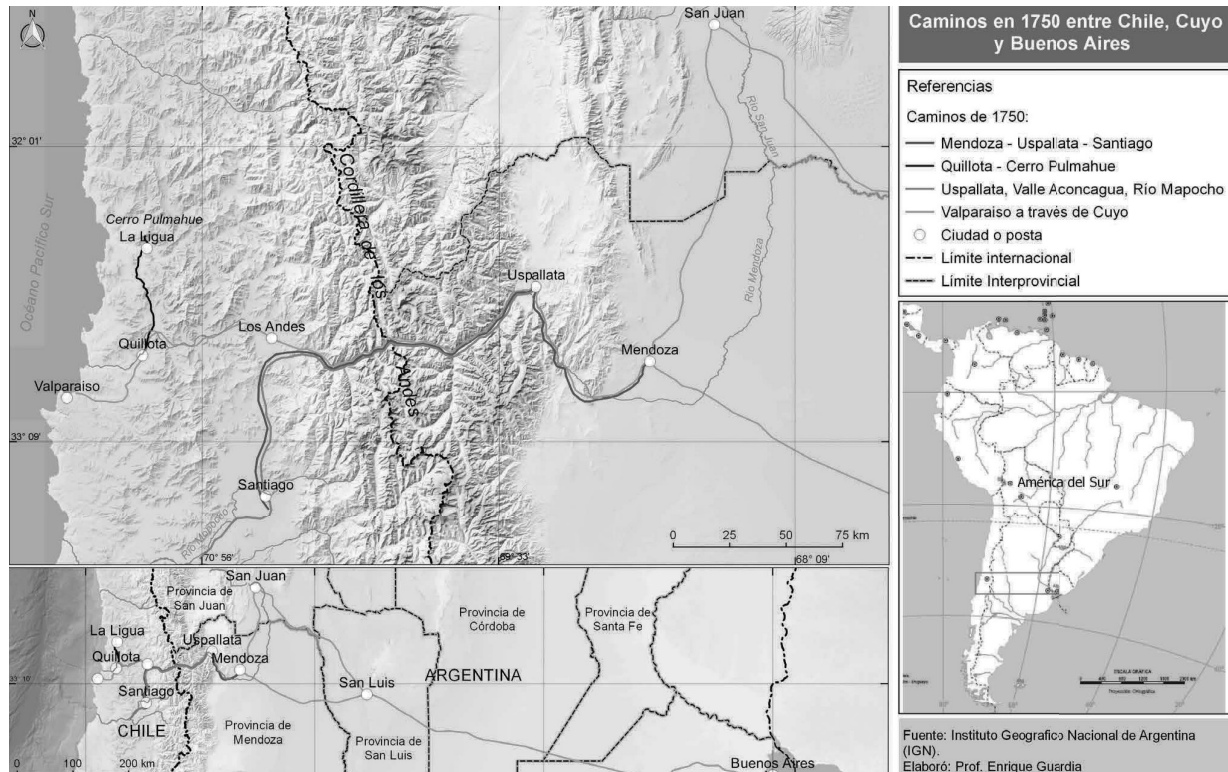 N
San Juan
32° 01'
Río San Juan
Cordillera de los Andes
Océano Pacífico Sur
Cerro Pulmahue
La Ligua
Uspallata
Río Mendoza
Los Andes
Quillota
Mendoza
Valparaiso
33° 09'
Santiago
Río Mapocho
0 25 50 75 km
70° 56'
69° 33'
68° 09'
Caminos en 1750 entre Chile, Cuyo
y Buenos Aires
Referencias
Caminos de 1750:
Mendoza - Uspallata - Santiago
Quillota - Cerro Pulmahue
Uspallata, Valle Aconcagua, Río Mapocho
Valparaiso a través de Cuyo
Ciudad o posta
Límite internacional
Límite Interprovincial
América del Sur
ESCALA GRÁFICA
San Juan
Provincia de
San Juan
La Ligua
Uspallata
Quillota
Mendoza
33° 10'
Santiago
CHILE
Provincia de
Mendoza
San Luis
Provincia de
San Luis
ARGENTINA
Provincia de
Córdoba
Provincia de
Santa Fe
Buenos Aires
0 100 200 km
Fuente: Instituto Geografico Nacional de Argentina
(IGN).
Elaboró: Prof. Enrique Guardia